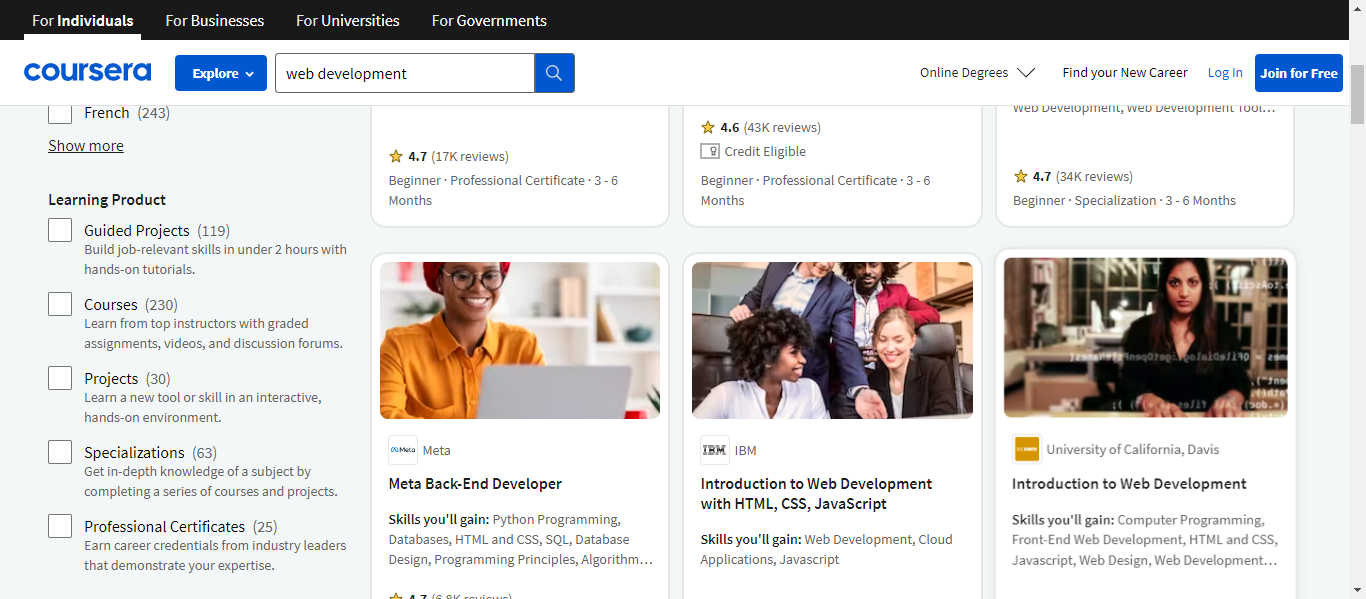 For Individuals
For Businesses
For Universities
For Governments
coursera
Explore
web development
Online Degrees
Find your New Career
Log In
Join for Free
French (243)
Show more
Learning Product
Guided Projects (119)
Build job-relevant skills in under 2 hours with
hands-on tutorials.
Courses (230)
Learn from top instructors with graded
assignments, videos, and discussion forums.
Projects (30)
Learn a new tool or skill in an interactive,
hands-on environment.
Specializations (63)
Get in-depth knowledge of a subject by
completing a series of courses and projects.
Professional Certificates (25)
Earn career credentials from industry leaders
that demonstrate your expertise.
4.7 (17K reviews)
Beginner · Professional Certificate · 3 - 6
Months
4.6 (43K reviews)
Credit Eligible
Beginner · Professional Certificate · 3 - 6
Months
Web Development, Web Development Tool...
4.7 (34K reviews)
Beginner · Specialization · 3 - 6 Months
Meta
Meta
Meta Back-End Developer
Skills you'll gain: Python Programming,
Databases, HTML and CSS, SQL, Database
Design, Programming Principles, Algorithm...
4.7 (6.8K reviews)
IBM
IBM
Introduction to Web Development
with HTML, CSS, JavaScript
Skills you'll gain: Web Development, Cloud
Applications, Javascript
University of California, Davis
Introduction to Web Development
Skills you'll gain: Computer Programming,
Front-End Web Development, HTML and CSS,
Javascript, Web Design, Web Development...